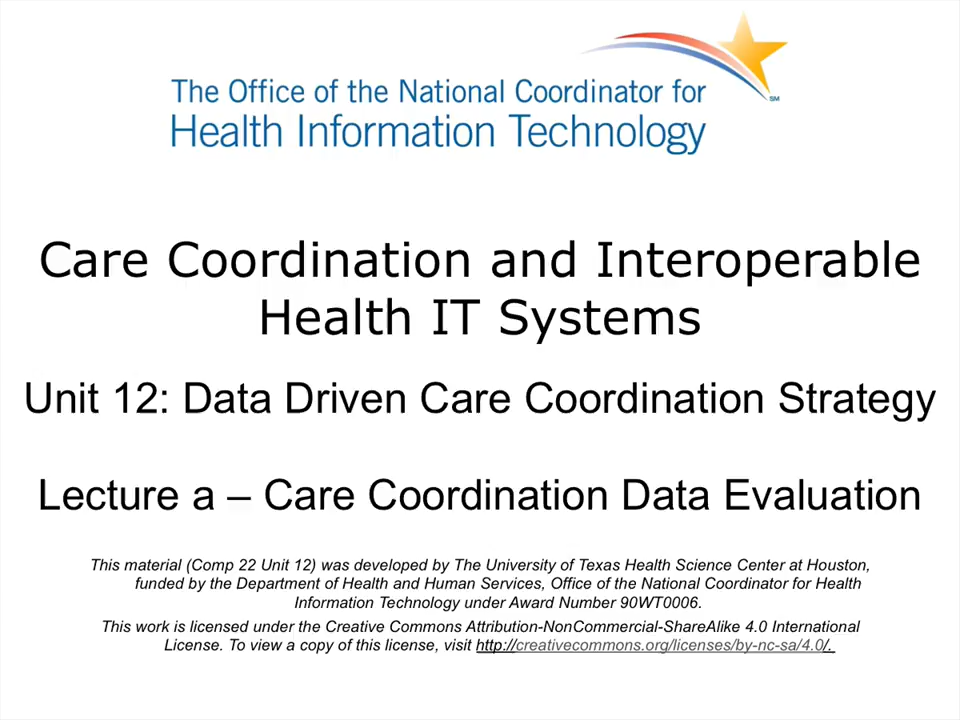 The Office of the National Coordinator for
Health Information Technology
SM
Care Coordination and Interoperable
Health IT Systems
Unit 12: Data Driven Care Coordination Strategy
Lecture a – Care Coordination Data Evaluation
This material (Comp 22 Unit 12) was developed by The University of Texas Health Science Center at Houston,
funded by the Department of Health and Human Services, Office of the National Coordinator for Health
Information Technology under Award Number 90WT0006.
This work is licensed under the Creative Commons Attribution-NonCommercial-ShareAlike 4.0 International
License. To view a copy of this license, visit http://creativecommons.org/licenses/by-nc-sa/4.0/.